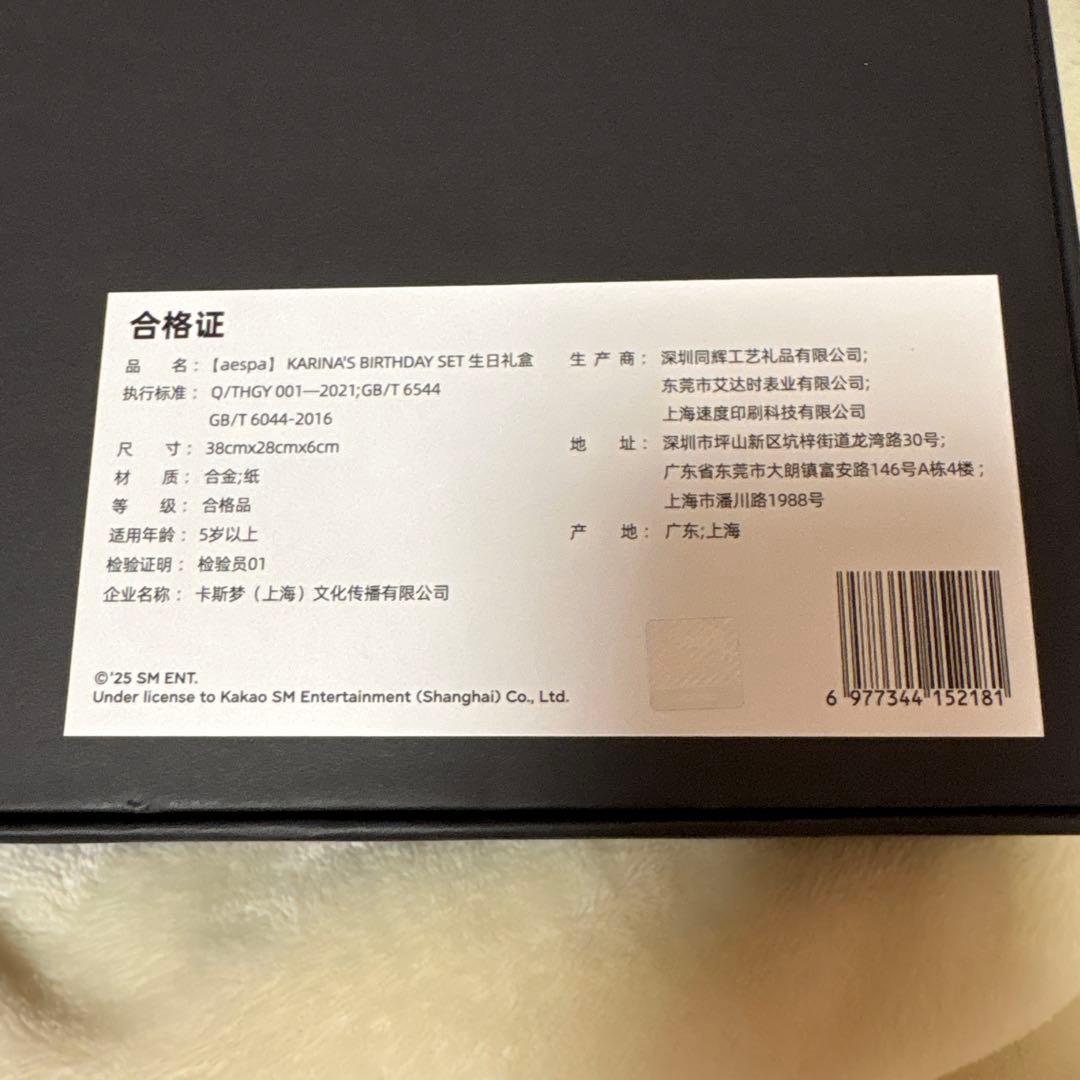 合格证
品 名：【aespa】 KARINA'S BIRTHDAY SET 生日礼盒
执行标准： Q/THGY 001—2021;GB/T 6544
GB/T 6044-2016
尺 寸： 38cmx28cmx6cm
材 质： 合金;纸
等 级： 合格品
适用年龄： 5岁以上
检验证明： 检验员01
企业名称： 卡斯梦（上海）文化传播有限公司
生 产 商： 深圳同辉工艺礼品有限公司;
东莞市艾达时表业有限公司;
上海速度印刷科技有限公司
地 址： 深圳市坪山新区坑梓街道龙湾路30号;
广东省东莞市大朗镇富安路146号A栋4楼；
上海市潘川路1988号
产 地： 广东;上海
©'25 SM ENT.
Under license to Kakao SM Entertainment (Shanghai) Co., Ltd.
6 977344 152181